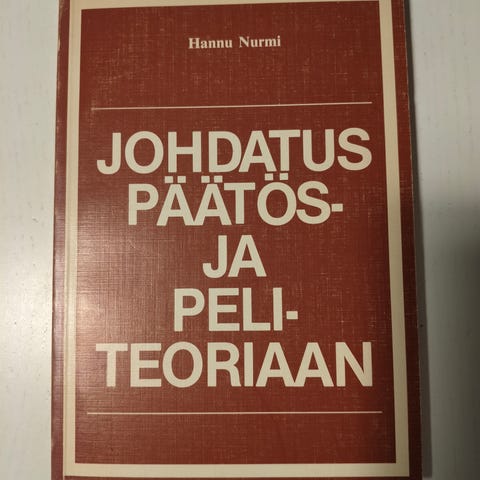 Hannu Nurmi
JOHDATUS
PÄÄTÖS-
JA
PELI-
TEORIAAN